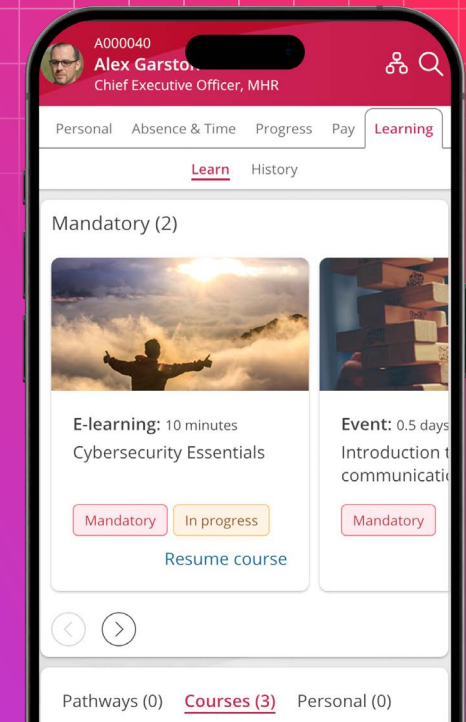 A000040
Alex Garston
Chief Executive Officer, MHR
Personal Absence & Time Progress Pay Learning
Learn History
Mandatory (2)
E-learning: 10 minutes
Cybersecurity Essentials
Mandatory In progress
Resume course
Event: 0.5 days
Introduction t
communicatio
Mandatory
Pathways (0) Courses (3) Personal (0)